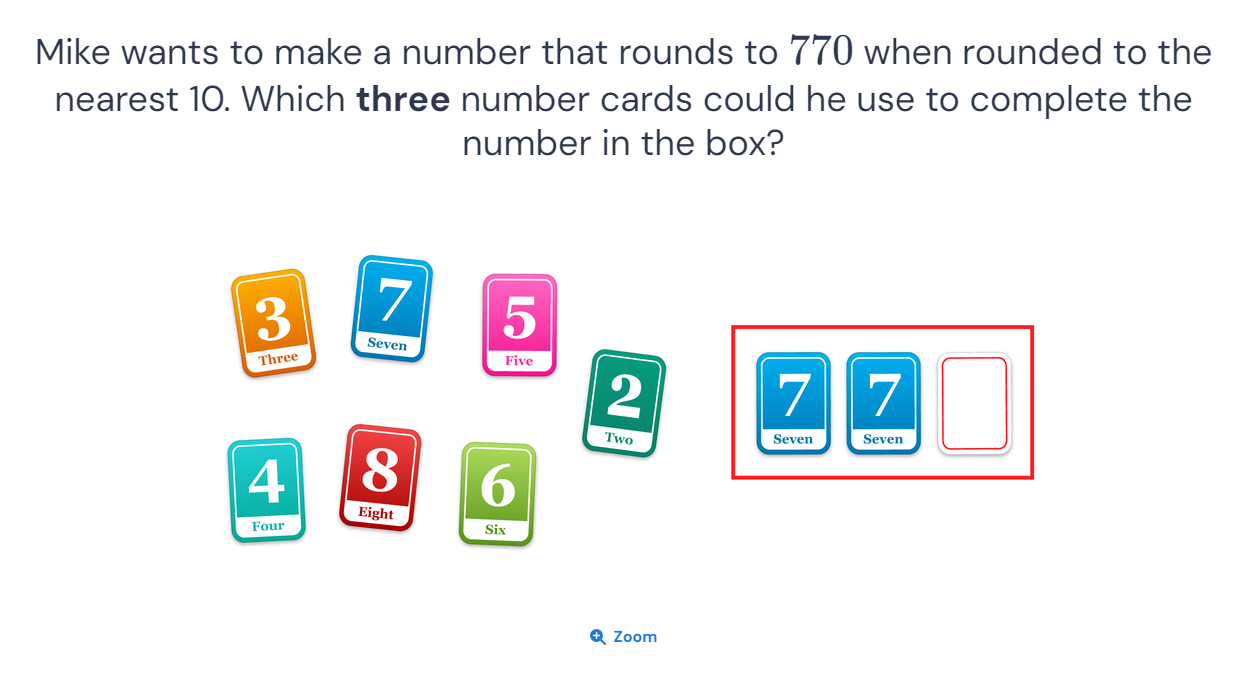 Mike wants to make a number that rounds to 770 when rounded to the
nearest 10. Which three number cards could he use to complete the
number in the box?
3
Three
7
Seven
5
Five
2
Two
7
Seven
7
Seven
4
Four
8
Eight
6
Six
Zoom